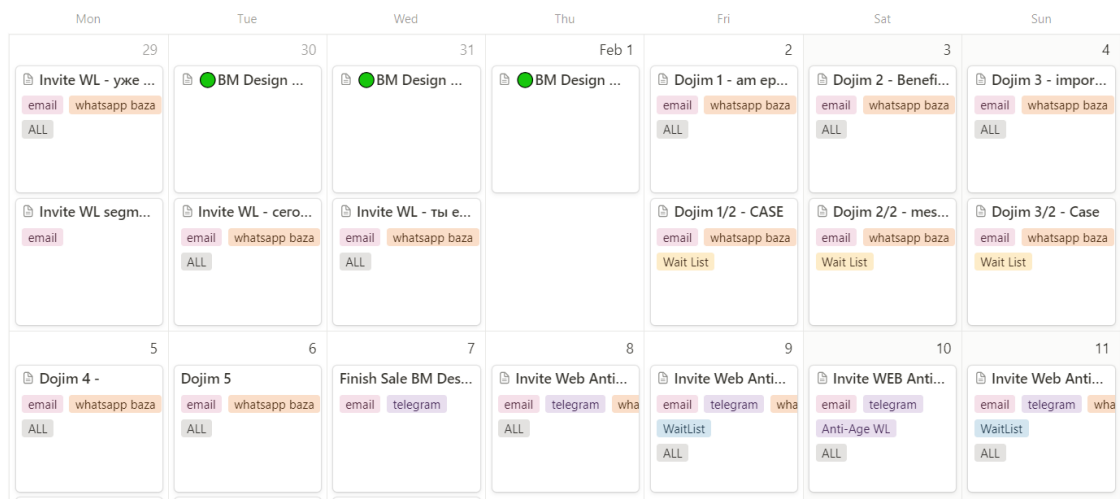 Mon Tue Wed Thu Fri Sat Sun
29 30 31 Feb 1 2 3 4
Invite WL - уже ...
email whatsapp baza
ALL
BM Design ...
BM Design ...
BM Design ...
Dojim 1 - am ep...
email whatsapp baza
ALL
Dojim 2 - Benefi...
email whatsapp baza
ALL
Dojim 3 - impor...
email whatsapp baza
ALL
Invite WL segm...
email
Invite WL - сего...
email whatsapp baza
ALL
Invite WL - ты е...
email whatsapp baza
ALL
Dojim 1/2 - CASE
email whatsapp baza
Wait List
Dojim 2/2 - mes...
email whatsapp baza
Wait List
Dojim 3/2 - Case
email whatsapp baza
Wait List
5 6 7 8 9 10 11
Dojim 4 -
email whatsapp baza
ALL
Dojim 5
email whatsapp baza
ALL
Finish Sale BM Des...
email telegram
Invite Web Anti...
email telegram wha
ALL
Invite Web Anti...
email telegram wha
WaitList
ALL
Invite WEB Anti...
email telegram
Anti-Age WL
ALL
Invite Web Anti...
email telegram wha
WaitList
ALL